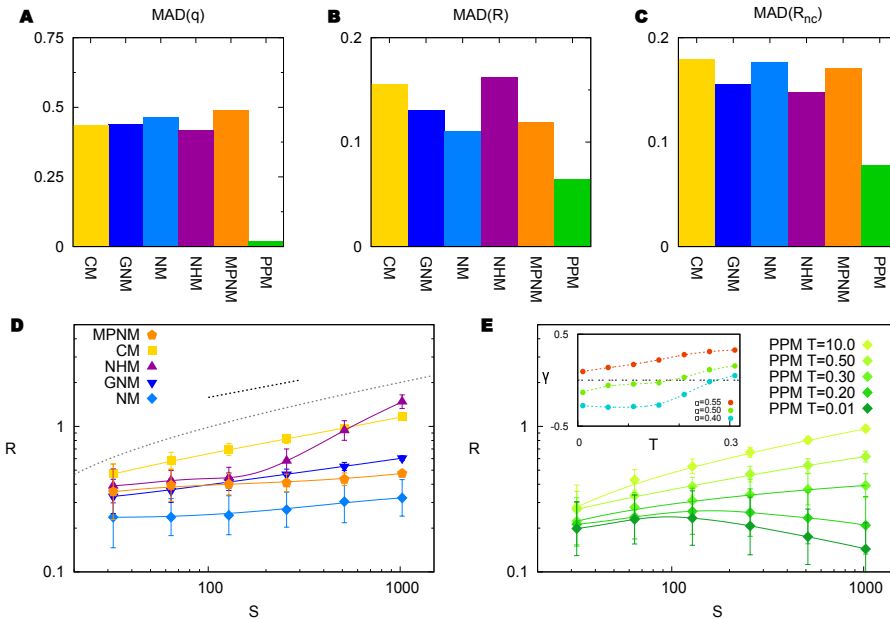 A
MAD(q)
0.75
0.5
0.25
0
CM
GNM
NM
NHM
MPNM
PPM
B
MAD(R)
0.2
0.1
0
CM
GNM
NM
NHM
MPNM
PPM
C
MAD(Rnc)
0.2
0.1
0
CM
GNM
NM
NHM
MPNM
PPM
D
MPNM
CM
NHM
GNM
NM
R
1
0.1
100
1000
S
E
PPM T=10.0
PPM T=0.50
PPM T=0.30
PPM T=0.20
PPM T=0.01
R
1
0.1
100
1000
S
0.5
γ
-0.5
0
T
0.3
α=0.55
α=0.50
α=0.40